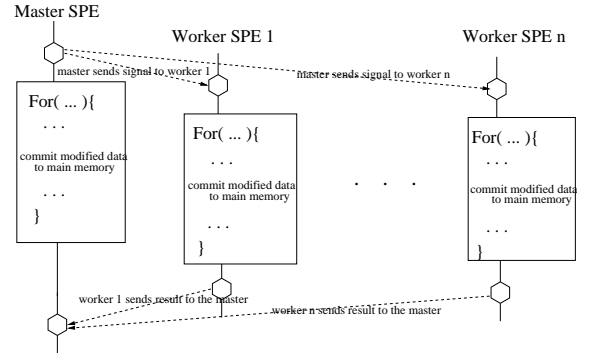 Master SPE
Worker SPE 1
Worker SPE n
master sends signal to worker 1
master sends signal to worker n
For( ... ){
. . .
commit modified data
to main memory
. . .
}
For( ... ){
. . .
commit modified data
to main memory
. . .
}
. . .
For( ... ){
. . .
commit modified data
to main memory
. . .
}
worker 1 sends result to the master
worker n sends result to the master